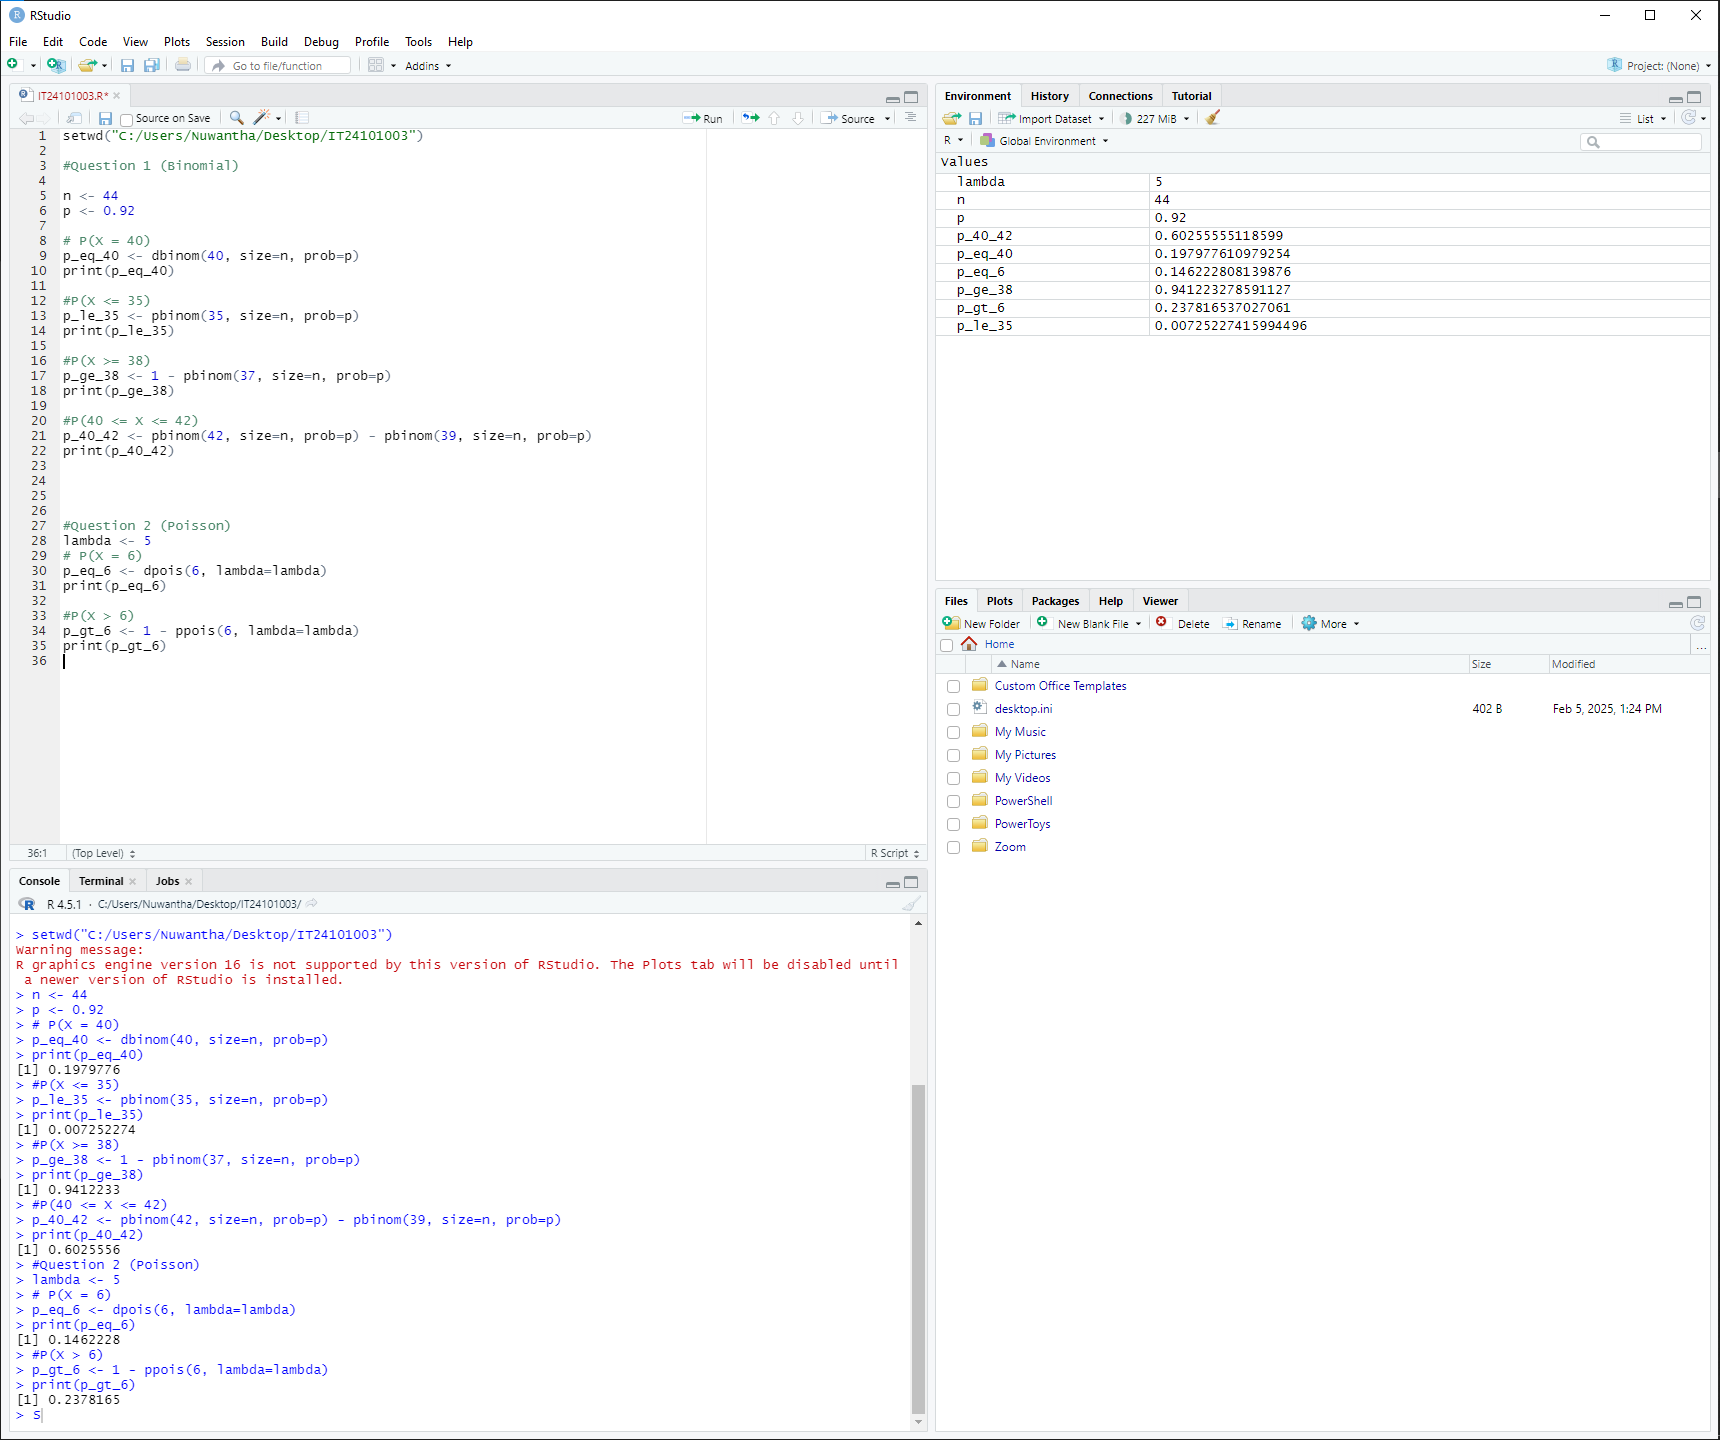 RStudio
File Edit Code View Plots Session Build Debug Profile Tools Help
Go to file/function Addins Project: (None)
IT24101003.R*
Source on Save Run Source
1 setwd("C:/Users/Nuwantha/Desktop/IT24101003")
2
3 #Question 1 (Binomial)
4
5 n <- 44
6 p <- 0.92
7
8 # P(X = 40)
9 p_eq_40 <- dbinom(40, size=n, prob=p)
10 print(p_eq_40)
11
12 #P(X <= 35)
13 p_le_35 <- pbinom(35, size=n, prob=p)
14 print(p_le_35)
15
16 #P(X >= 38)
17 p_ge_38 <- 1 - pbinom(37, size=n, prob=p)
18 print(p_ge_38)
19
20 #P(40 <= X <= 42)
21 p_40_42 <- pbinom(42, size=n, prob=p) - pbinom(39, size=n, prob=p)
22 print(p_40_42)
23
24
25
26
27 #Question 2 (Poisson)
28 lambda <- 5
29 # P(X = 6)
30 p_eq_6 <- dpois(6, lambda=lambda)
31 print(p_eq_6)
32
33 #P(X > 6)
34 p_gt_6 <- 1 - ppois(6, lambda=lambda)
35 print(p_gt_6)
36
36:1 (Top Level) R Script
Console Terminal Jobs
R 4.5.1 · C:/Users/Nuwantha/Desktop/IT24101003/
> setwd("C:/Users/Nuwantha/Desktop/IT24101003")
Warning message:
R graphics engine version 16 is not supported by this version of RStudio. The Plots tab will be disabled until
a newer version of RStudio is installed.
> n <- 44
> p <- 0.92
> # P(X = 40)
> p_eq_40 <- dbinom(40, size=n, prob=p)
> print(p_eq_40)
[1] 0.1979776
> #P(X <= 35)
> p_le_35 <- pbinom(35, size=n, prob=p)
> print(p_le_35)
[1] 0.007252274
> #P(X >= 38)
> p_ge_38 <- 1 - pbinom(37, size=n, prob=p)
> print(p_ge_38)
[1] 0.9412233
> #P(40 <= X <= 42)
> p_40_42 <- pbinom(42, size=n, prob=p) - pbinom(39, size=n, prob=p)
> print(p_40_42)
[1] 0.6025556
> #Question 2 (Poisson)
> lambda <- 5
> # P(X = 6)
> p_eq_6 <- dpois(6, lambda=lambda)
> print(p_eq_6)
[1] 0.1462228
> #P(X > 6)
> p_gt_6 <- 1 - ppois(6, lambda=lambda)
> print(p_gt_6)
[1] 0.2378165
> S
Environment History Connections Tutorial
Import Dataset 227 MiB List
R Global Environment
Values
lambda 5
n 44
p 0.92
p_40_42 0.60255555118599
p_eq_40 0.197977610979254
p_eq_6 0.146222808139876
p_ge_38 0.941223278591127
p_gt_6 0.237816537027061
p_le_35 0.00725227415994496
Files Plots Packages Help Viewer
New Folder New Blank File Delete Rename More
Home ...
Name Size Modified
Custom Office Templates
desktop.ini 402 B Feb 5, 2025, 1:24 PM
My Music
My Pictures
My Videos
PowerShell
PowerToys
Zoom